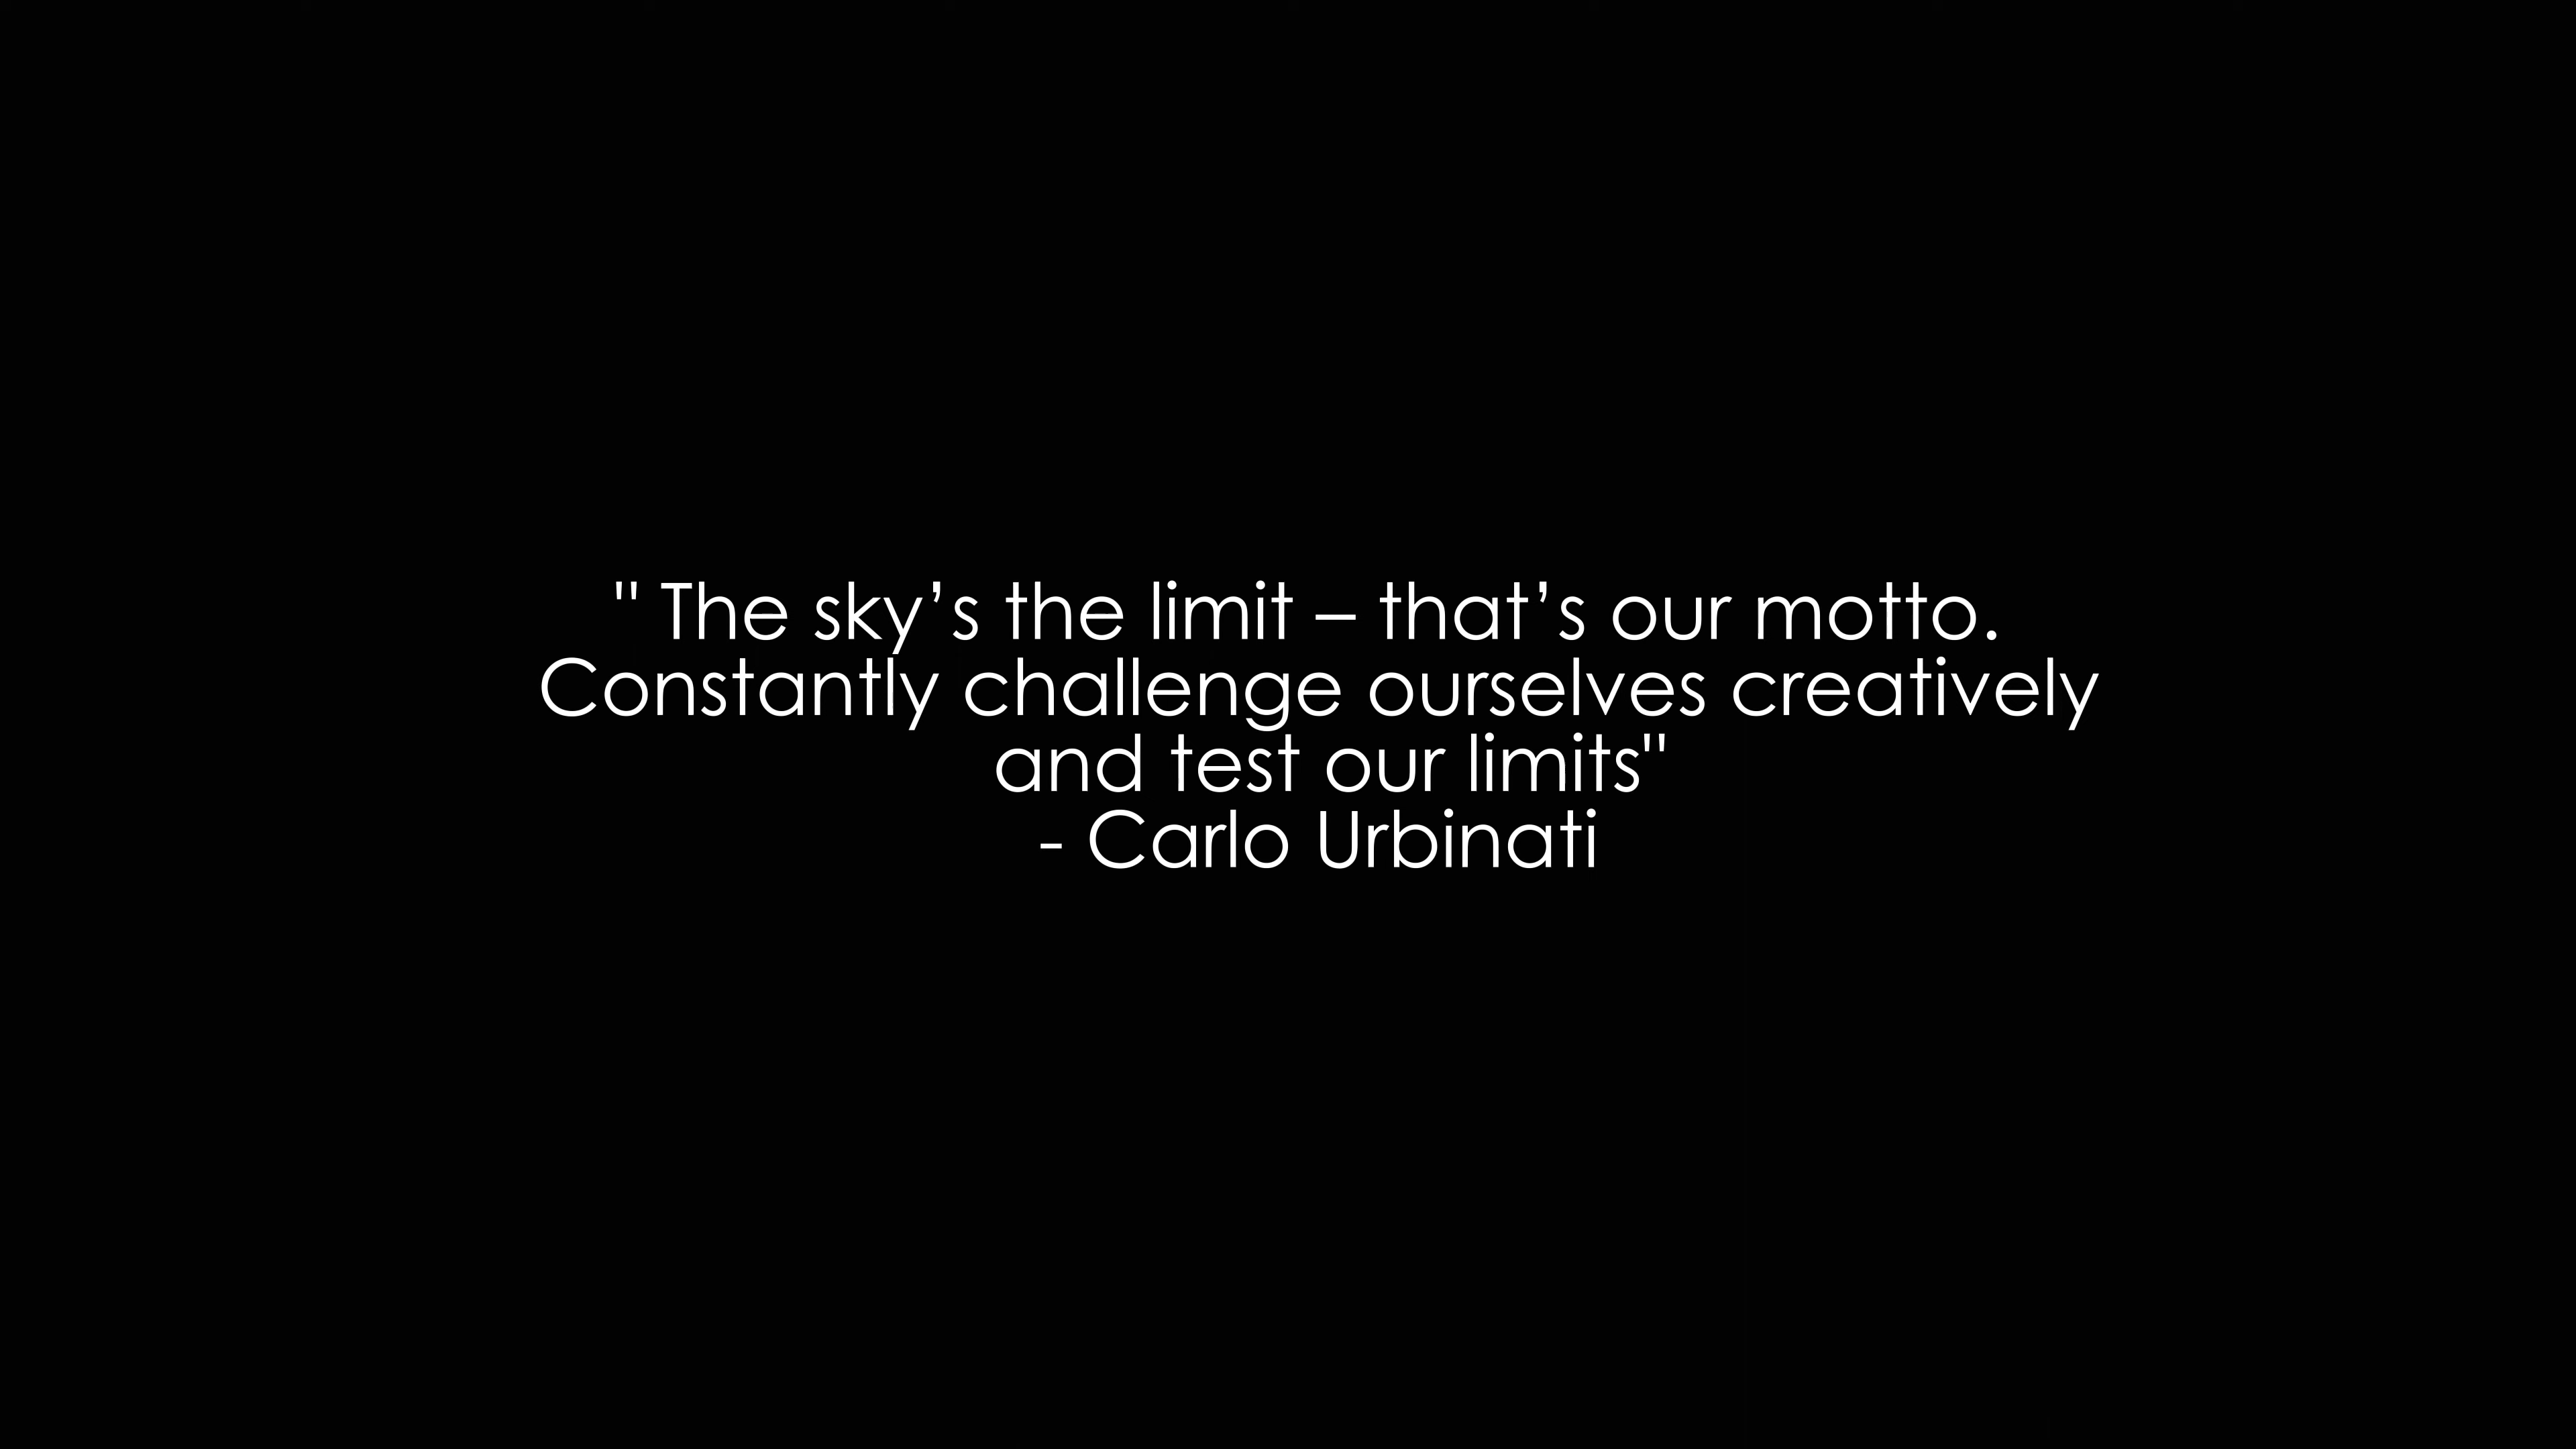 " The sky’s the limit – that’s our motto.
Constantly challenge ourselves creatively
and test our limits"
- Carlo Urbinati